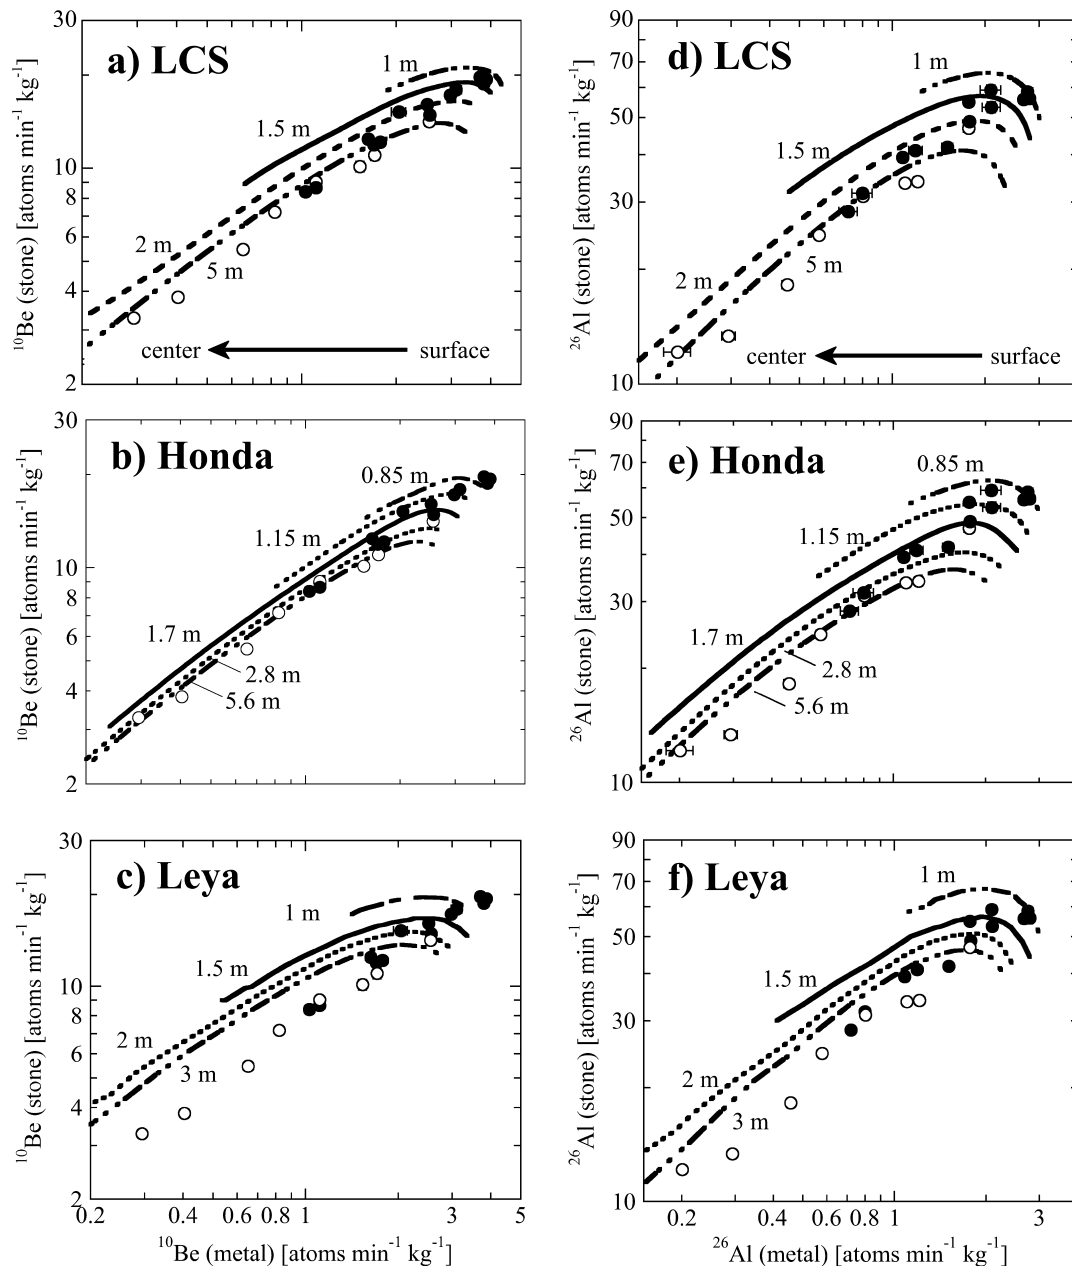 a) LCS
30
10
8
6
4
2
¹⁰Be (stone) [atoms min⁻¹ kg⁻¹]
1 m
1.5 m
2 m
5 m
center
surface
d) LCS
90
70
50
30
10
²⁶Al (stone) [atoms min⁻¹ kg⁻¹]
1 m
1.5 m
2 m
5 m
center
surface
b) Honda
30
10
8
6
4
2
¹⁰Be (stone) [atoms min⁻¹ kg⁻¹]
0.85 m
1.15 m
1.7 m
2.8 m
5.6 m
e) Honda
90
70
50
30
10
²⁶Al (stone) [atoms min⁻¹ kg⁻¹]
0.85 m
1.15 m
1.7 m
2.8 m
5.6 m
c) Leya
30
10
8
6
4
2
¹⁰Be (stone) [atoms min⁻¹ kg⁻¹]
1 m
1.5 m
2 m
3 m
0.2 0.4 0.6 0.8 1 3 5
¹⁰Be (metal) [atoms min⁻¹ kg⁻¹]
f) Leya
90
70
50
30
10
²⁶Al (stone) [atoms min⁻¹ kg⁻¹]
1 m
1.5 m
2 m
3 m
0.2 0.4 0.6 0.8 1 3
²⁶Al (metal) [atoms min⁻¹ kg⁻¹]